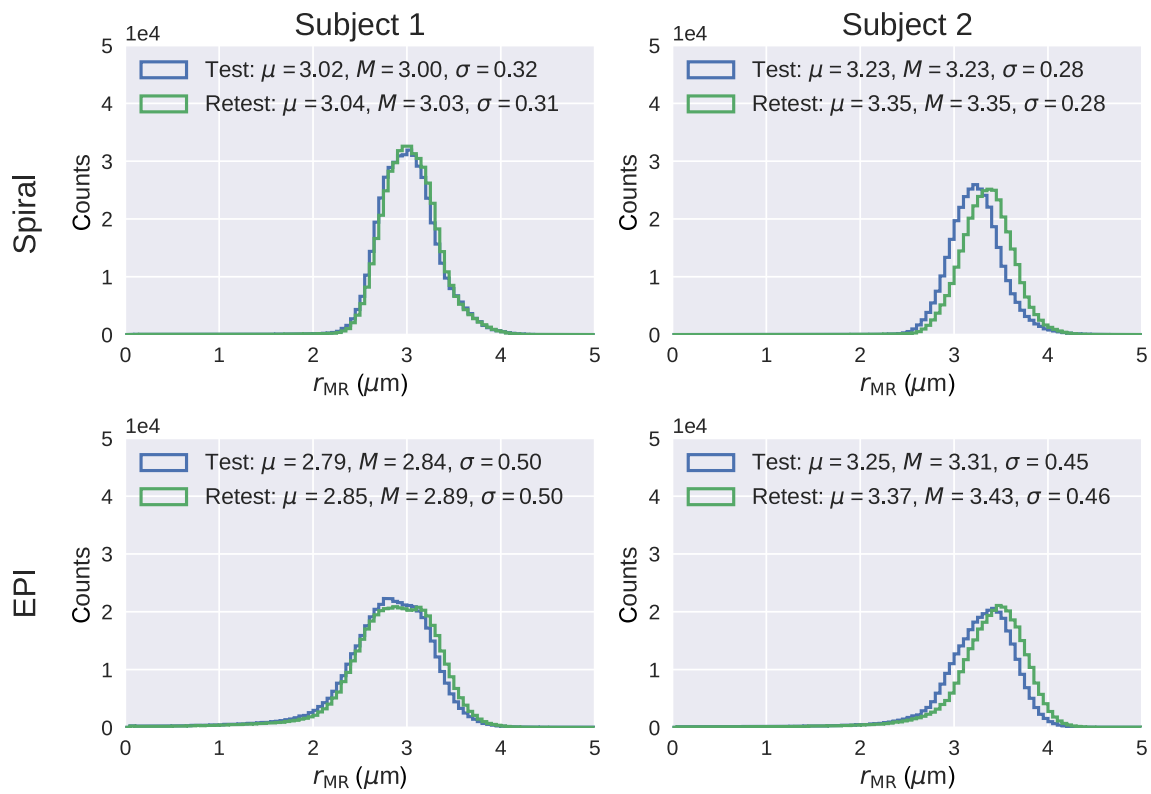 Subject 1
Subject 2
Spiral
1e4
Test: μ = 3.02, M = 3.00, σ = 0.32
Retest: μ = 3.04, M = 3.03, σ = 0.31
Counts
5
4
3
2
1
0
0 1 2 3 4 5
r_MR (μm)
1e4
Test: μ = 3.23, M = 3.23, σ = 0.28
Retest: μ = 3.35, M = 3.35, σ = 0.28
Counts
5
4
3
2
1
0
0 1 2 3 4 5
r_MR (μm)
EPI
1e4
Test: μ = 2.79, M = 2.84, σ = 0.50
Retest: μ = 2.85, M = 2.89, σ = 0.50
Counts
5
4
3
2
1
0
0 1 2 3 4 5
r_MR (μm)
1e4
Test: μ = 3.25, M = 3.31, σ = 0.45
Retest: μ = 3.37, M = 3.43, σ = 0.46
Counts
5
4
3
2
1
0
0 1 2 3 4 5
r_MR (μm)